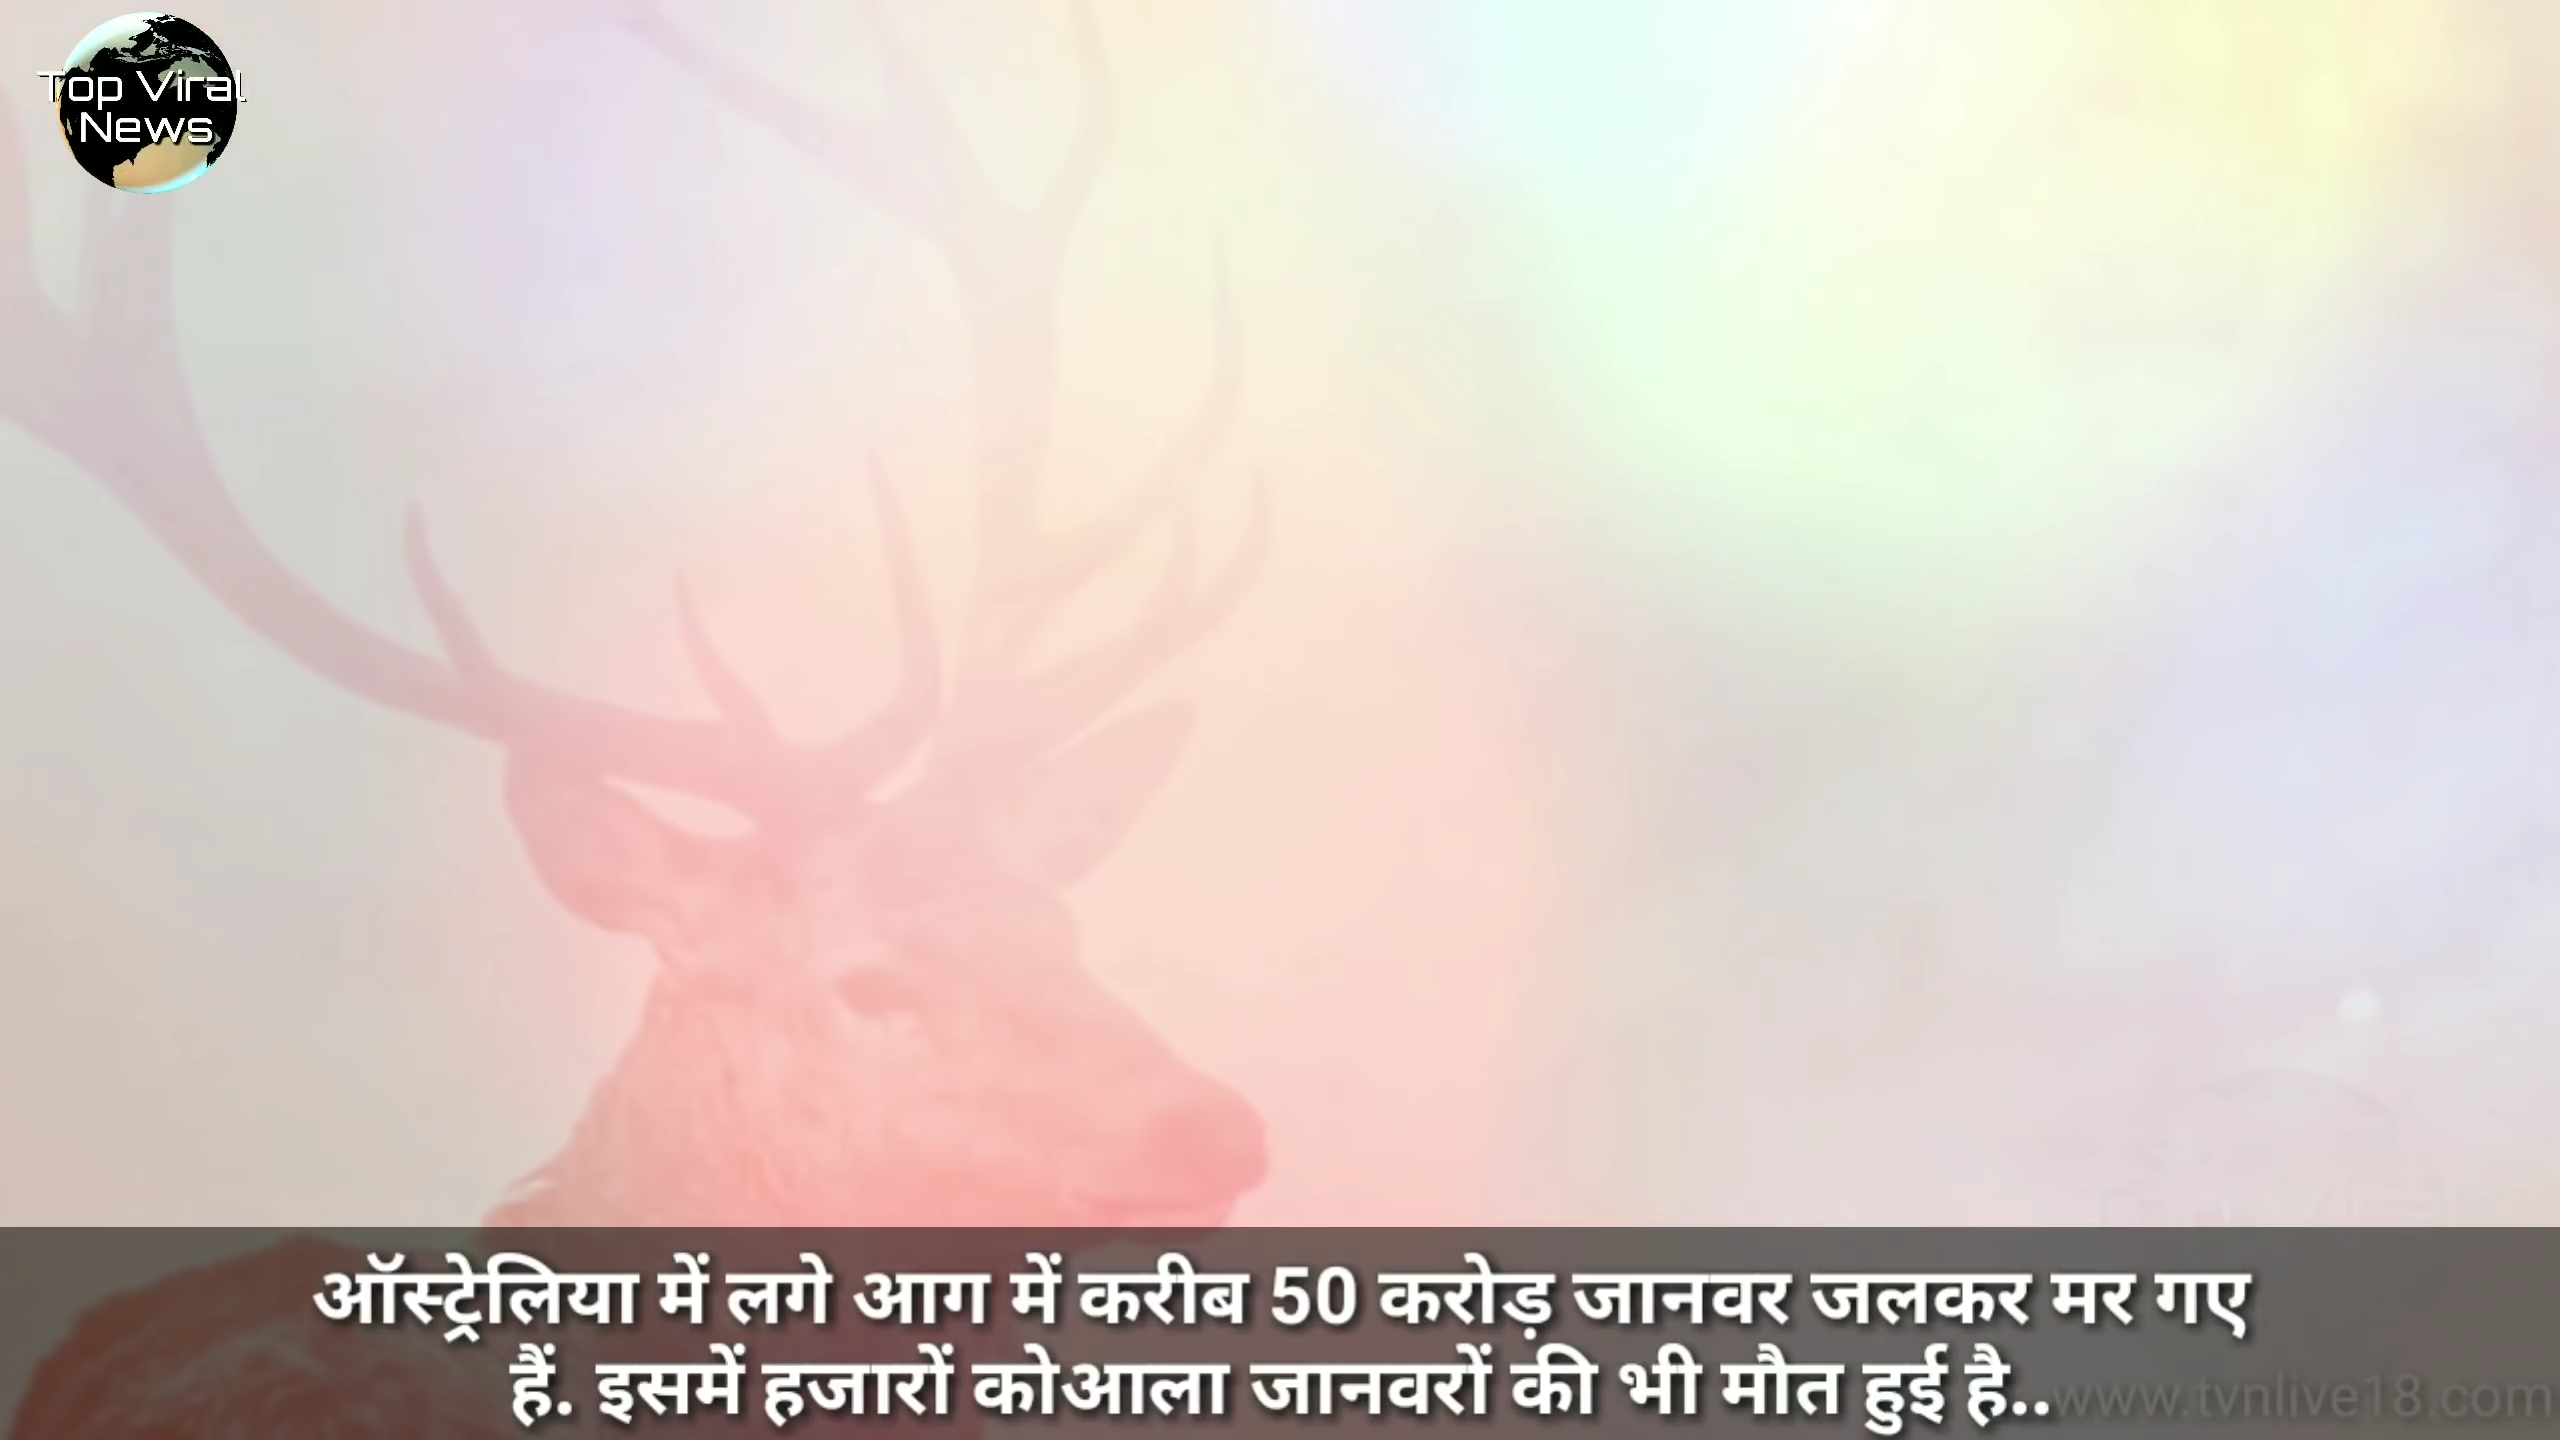 Top Viral
News
ऑस्ट्रेलिया में लगे आग में करीब 50 करोड़ जानवर जलकर मर गए
हैं. इसमें हजारों कोआला जानवरों की भी मौत हुई है..
www.tvnlive18.com